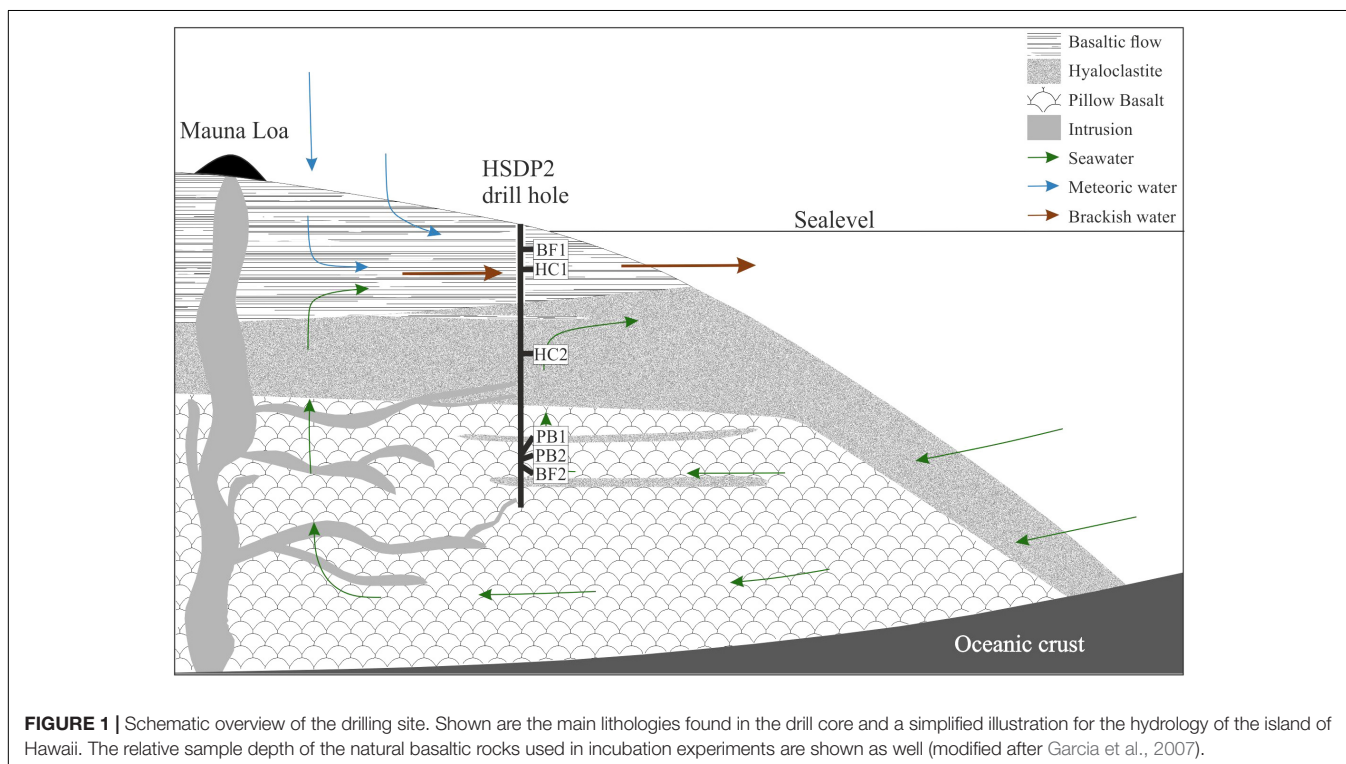 Basaltic flow
Hyaloclastite
Pillow Basalt
Intrusion
Seawater
Meteoric water
Brackish water
Mauna Loa
HSDP2
drill hole
Sealevel
BF1
HC1
HC2
PB1
PB2
BF2
Oceanic crust
FIGURE 1 | Schematic overview of the drilling site. Shown are the main lithologies found in the drill core and a simplified illustration for the hydrology of the island of
Hawaii. The relative sample depth of the natural basaltic rocks used in incubation experiments are shown as well (modified after Garcia et al., 2007).